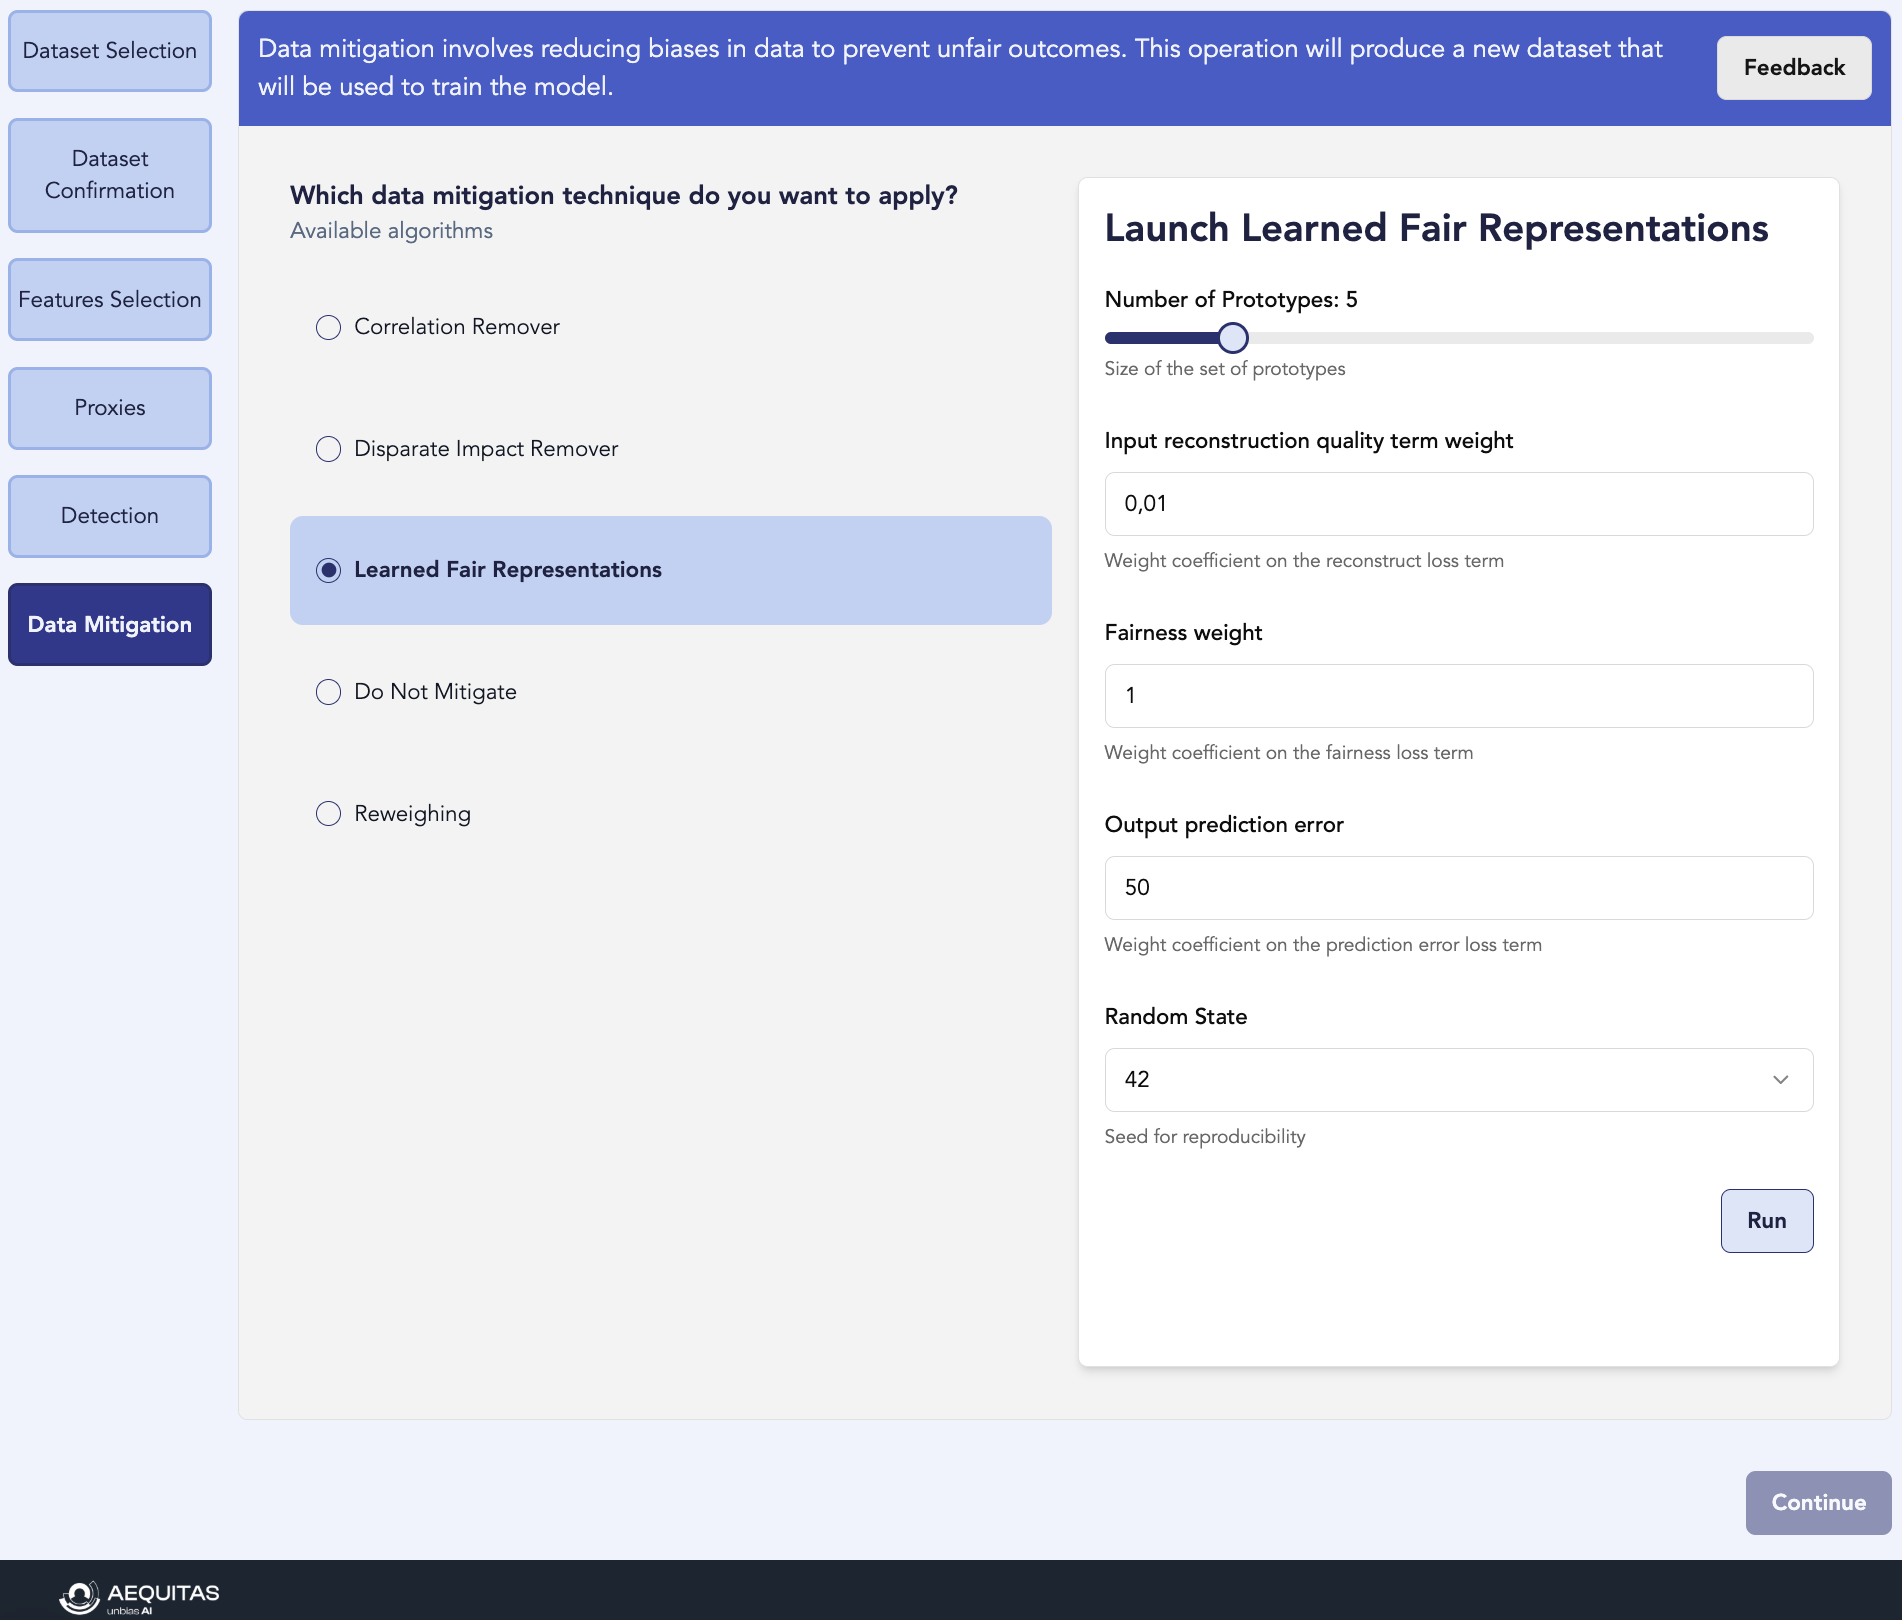 Dataset Selection
Dataset
Confirmation
Features Selection
Proxies
Detection
Data Mitigation
Data mitigation involves reducing biases in data to prevent unfair outcomes. This operation will produce a new dataset that
will be used to train the model.
Feedback
Which data mitigation technique do you want to apply?
Available algorithms
Correlation Remover
Disparate Impact Remover
Learned Fair Representations
Do Not Mitigate
Reweighing
Launch Learned Fair Representations
Number of Prototypes: 5
Size of the set of prototypes
Input reconstruction quality term weight
0,01
Weight coefficient on the reconstruct loss term
Fairness weight
1
Weight coefficient on the fairness loss term
Output prediction error
50
Weight coefficient on the prediction error loss term
Random State
42
Seed for reproducibility
Run
Continue
AEQUITAS
unbias AI